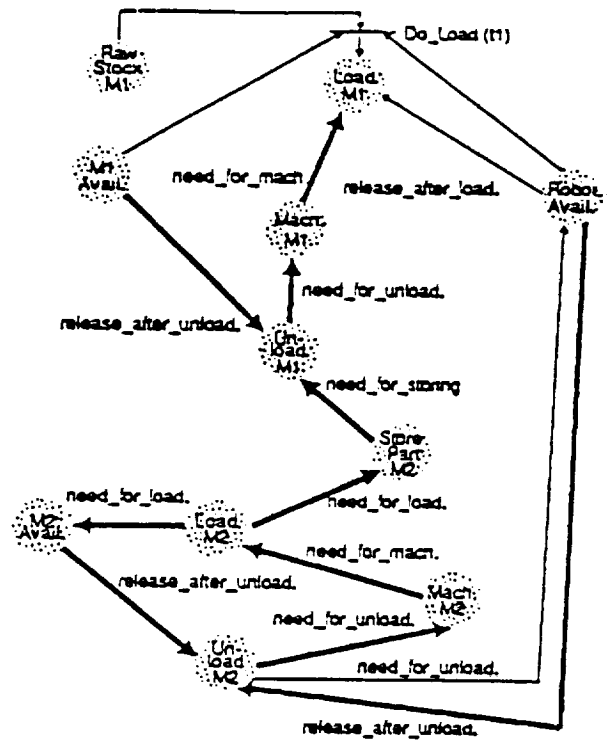 Do_Load (t1)
Raw
Stock
M1
Load
M1
M1
Avail.
need_for_mach.
release_after_load.
Robot
Avail.
Mach.
M1
need_for_unload.
release_after_unload.
Un-
load
M1
need_for_storing
Store
Part
M2
need_for_load.
need_for_load.
M2
Avail.
Load
M2
need_for_mach.
release_after_unload.
Mach
M2
need_for_unload.
Un-
load
M2
need_for_unload.
release_after_unload.